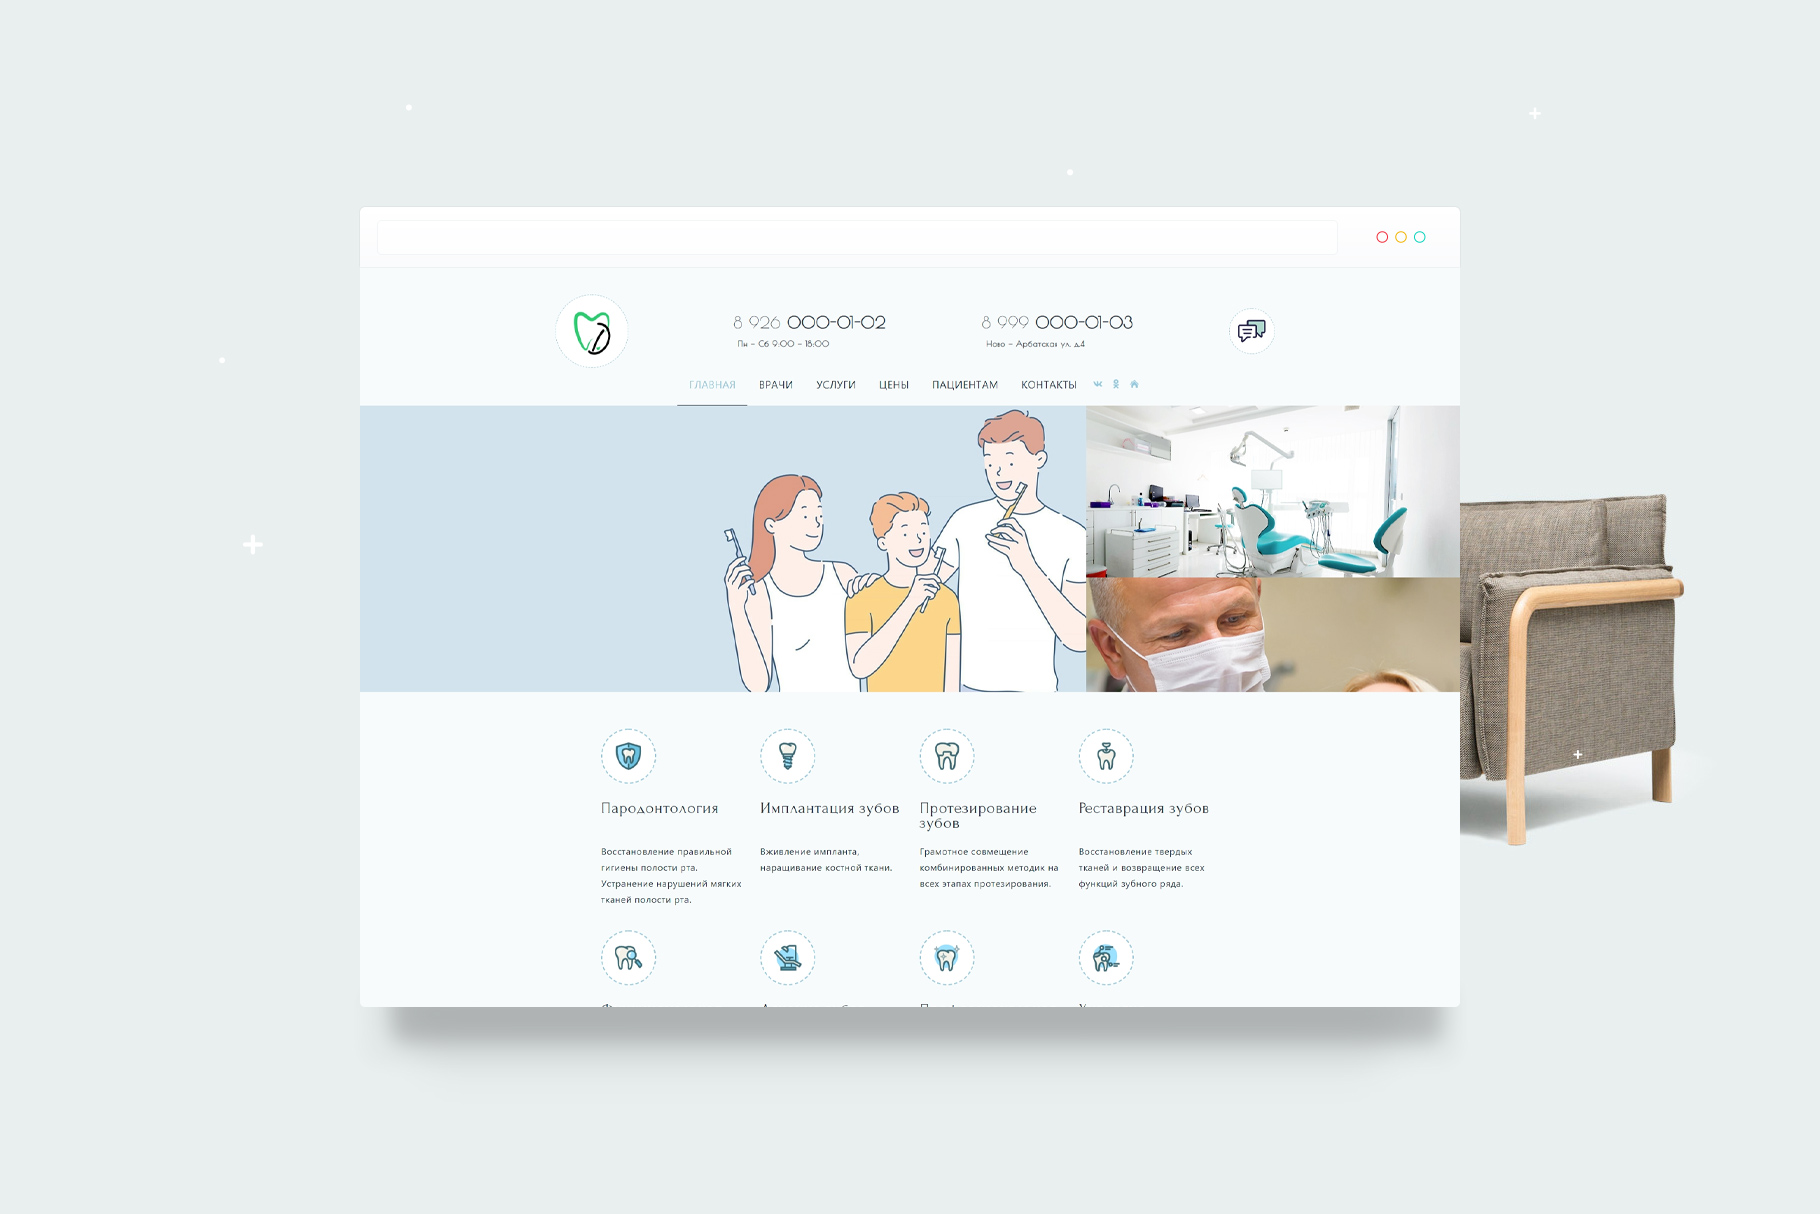 8 926 000-01-02
Пн - Сб 9:00 - 18:00
8 999 000-01-03
Ново - Арбатская ул, д.4
ГЛАВНАЯ ВРАЧИ УСЛУГИ ЦЕНЫ ПАЦИЕНТАМ КОНТАКТЫ
Пародонтология
Восстановление правильной
гигиены полости рта.
Устранение нарушений мягких
тканей полости рта.
Имплантация зубов
Вживление импланта,
наращивание костной ткани.
Протезирование
зубов
Грамотное совмещение
комбинированных методик на
всех этапах протезирования.
Реставрация зубов
Восстановление твердых
тканей и возвращение всех
функций зубного ряда.